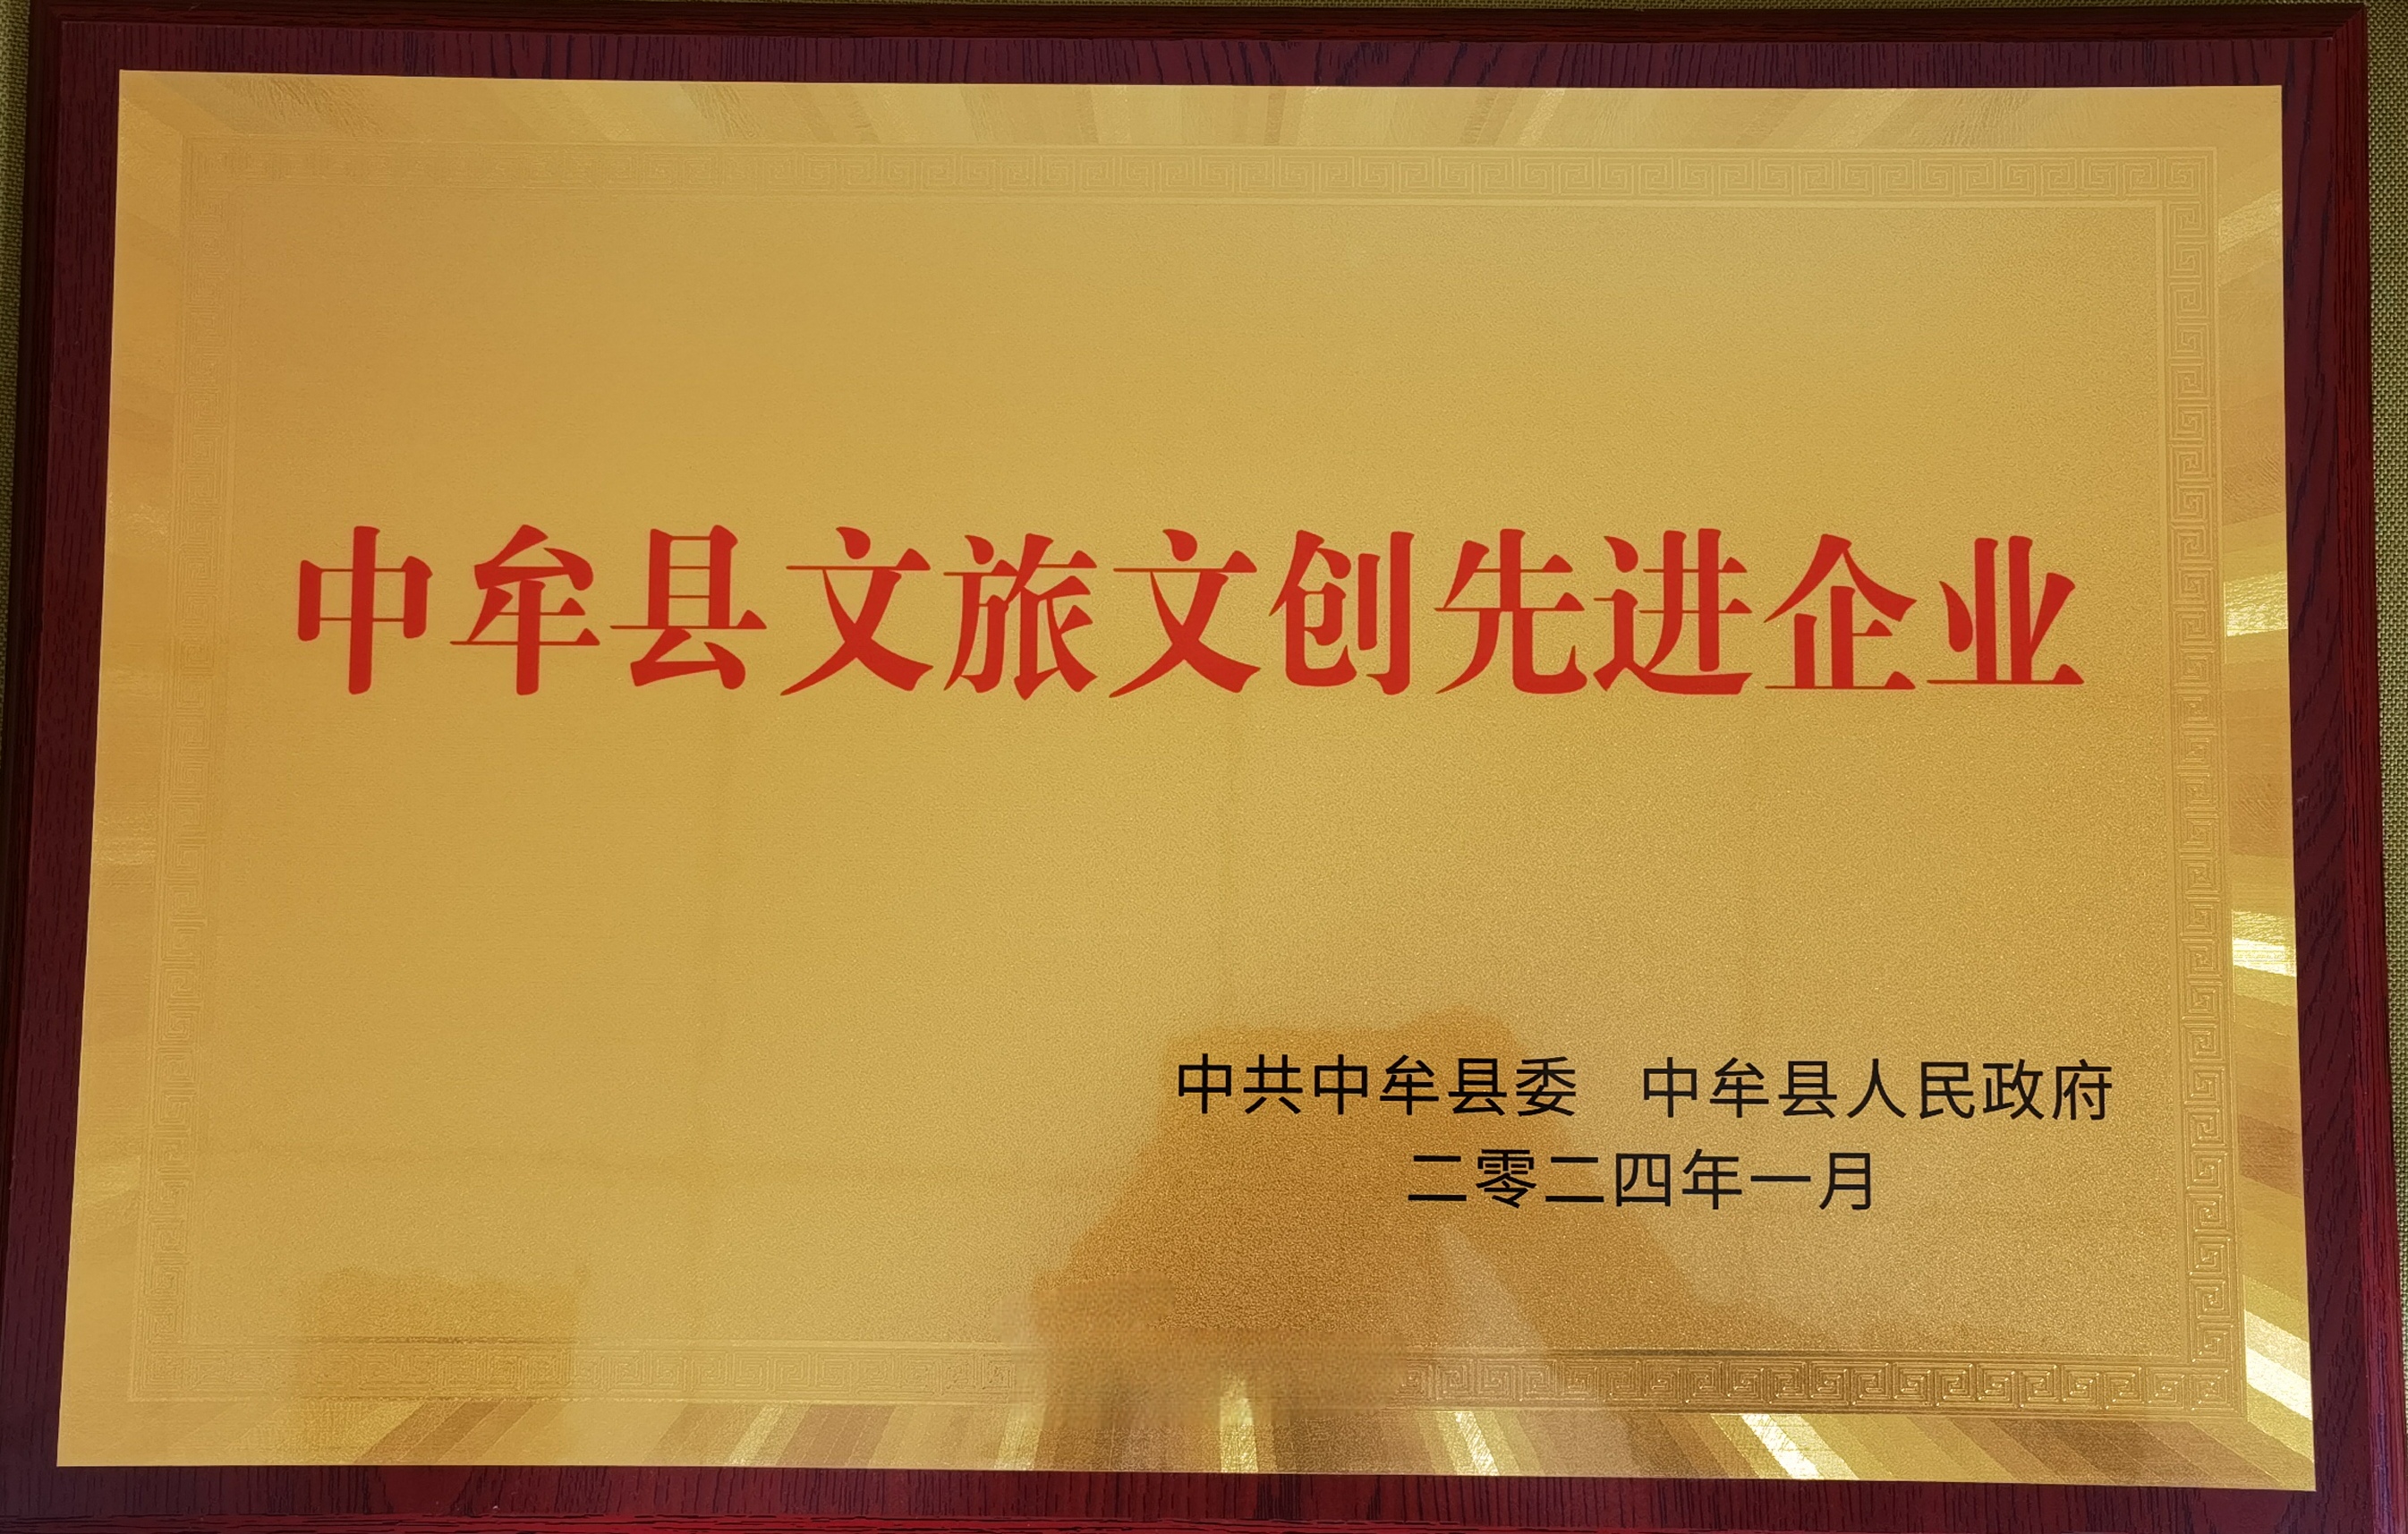 中牟县文旅文创先进企业
中共中牟县委 中牟县人民政府
二零二四年一月